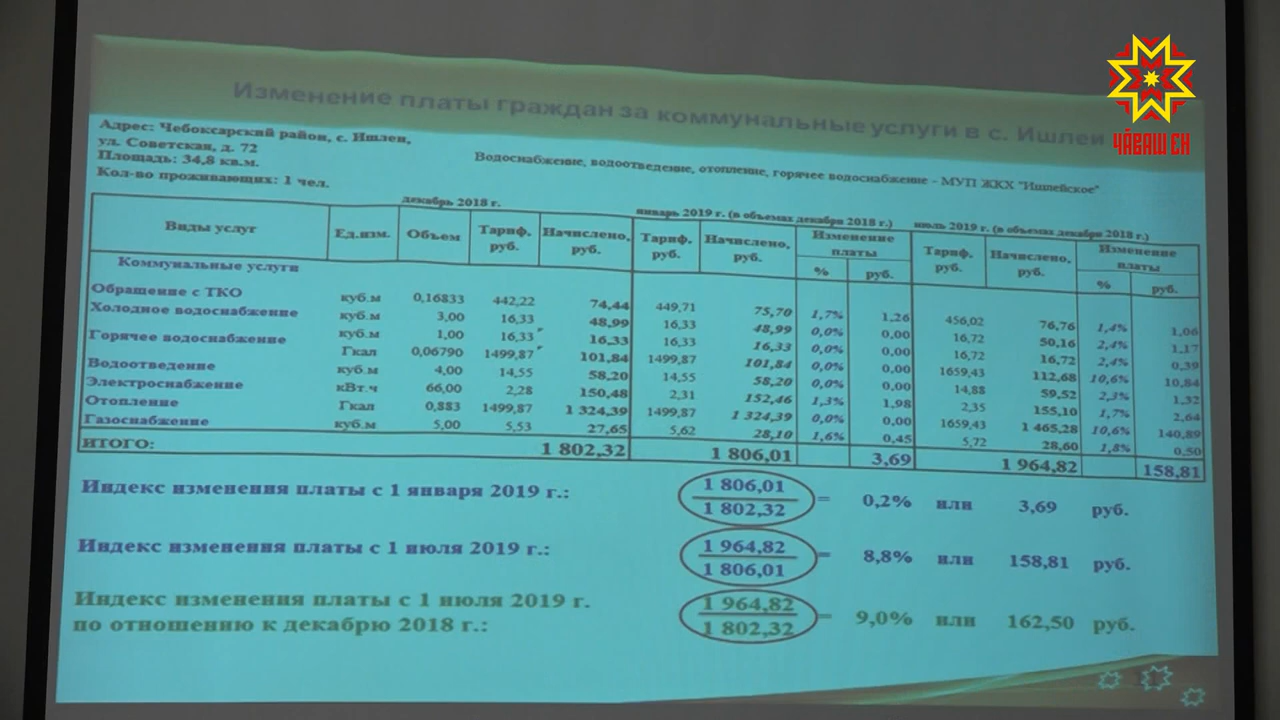 Изменение платы граждан за коммунальные услуги в с. Ишлеи
ЧӐВАШ ЕН
Адрес: Чебоксарский район, с. Ишлеи,
ул. Советская, д. 72
Площадь: 34,8 кв.м.
Кол-во проживающих: 1 чел.
Водоснабжение, водоотведение, отопление, горячее водоснабжение - МУП ЖКХ "Ишлейское"
декабрь 2018 г. январь 2019 г. (в объемах декабря 2018 г.) июль 2019 г. (в объемах декабря 2018 г.)
Виды услуг Ед.изм. Объем Тариф, руб. Начислено, руб. Тариф, руб. Начислено, руб. Изменение платы % руб. Тариф, руб. Начислено, руб. Изменение платы % руб.
Коммунальные услуги
Обращение с ТКО куб.м 0,16833 442,22 74,44 449,71 75,70 1,7% 1,26 456,02 76,76 1,4% 1,06
Холодное водоснабжение куб.м 3,00 16,33 48,99 16,33 48,99 0,0% 0,00 16,72 50,16 2,4% 1,17
Горячее водоснабжение куб.м 1,00 16,33 16,33 16,33 16,33 0,0% 0,00 16,72 16,72 2,4% 0,39
Гкал 0,06790 1499,87 101,84 1499,87 101,84 0,0% 0,00 1659,43 112,68 10,6% 10,84
Водоотведение куб.м 4,00 14,55 58,20 14,55 58,20 0,0% 0,00 14,88 59,52 2,3% 1,32
Электроснабжение кВт.ч 66,00 2,28 150,48 2,31 152,46 1,3% 1,98 2,35 155,10 1,7% 2,64
Отопление Гкал 0,883 1499,87 1 324,39 1499,87 1 324,39 0,0% 0,00 1659,43 1 465,28 10,6% 140,89
Газоснабжение куб.м 5,00 5,53 27,65 5,62 28,10 1,6% 0,45 5,72 28,60 1,8% 0,50
ИТОГО: 1 802,32 1 806,01 3,69 1 964,82 158,81
Индекс изменения платы с 1 января 2019 г.: 1 806,01 / 1 802,32 = 0,2% или 3,69 руб.
Индекс изменения платы с 1 июля 2019 г.: 1 964,82 / 1 806,01 = 8,8% или 158,81 руб.
Индекс изменения платы с 1 июля 2019 г.
по отношению к декабрю 2018 г.: 1 964,82 / 1 802,32 = 9,0% или 162,50 руб.